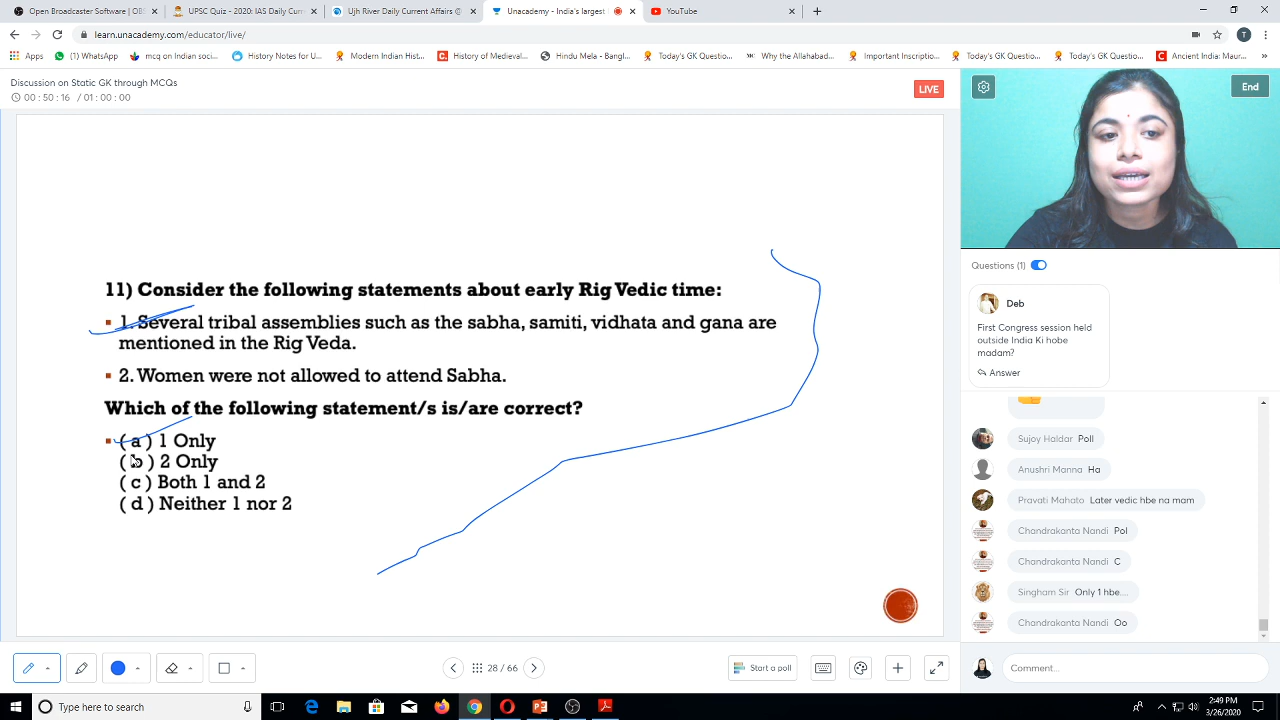 Open Broadcaster Software | OB
UPSC Quiz - 2020: IAS Daily Curr
Ujh River Daily Current Affairs @
Unacademy - India's largest
YouTube
learn.unacademy.com/educator/live/
T
Apps
(1) WhatsApp
mcq on Indian soci...
History Notes for U...
Modern Indian Hist...
History of Medieval...
Hindu Mela - Bangl...
Today's GK Questio...
Why the Allahabad...
Important Inscriptio...
Today's GK Questio...
Today's GK Questio...
Ancient India: Maur...
Discussion on Static GK through MCQs
00 : 50 : 16 / 01 : 00 : 00
LIVE
End
11) Consider the following statements about early Rig Vedic time:
1. Several tribal assemblies such as the sabha, samiti, vidhata and gana are
mentioned in the Rig Veda.
2. Women were not allowed to attend Sabha.
Which of the following statement/s is/are correct?
( a ) 1 Only
( b ) 2 Only
( c ) Both 1 and 2
( d ) Neither 1 nor 2
Questions (1)
Deb
First Congress session held
outside India Ki hobe
madam?
Answer
Sujoy Haldar Poll
Anushri Manna Ha
Pravati Mahato Later vedic hbe na mam
Chandrakanta Nandi Pol
Chandrakanta Nandi C
Singham Sir Only 1 hbe....
Chandrakanta Nandi Oo
28 / 66
Start a poll
Comment...
Type here to search
2:49 PM
3/26/2020